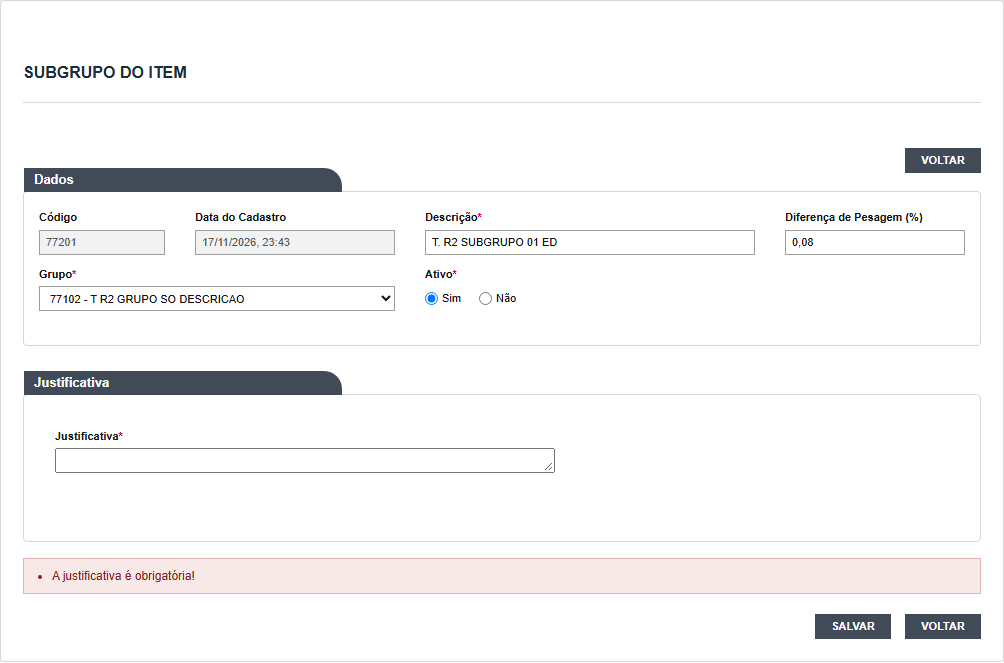 SUBGRUPO DO ITEM
VOLTAR
Dados
Código Data do Cadastro Descrição* Diferença de Pesagem (%)
77201 17/11/2026, 23:43 T. R2 SUBGRUPO 01 ED 0,08
Grupo* Ativo*
77102 - T R2 GRUPO SO DESCRICAO Sim Não
Justificativa
Justificativa*
A justificativa é obrigatória!
SALVAR VOLTAR